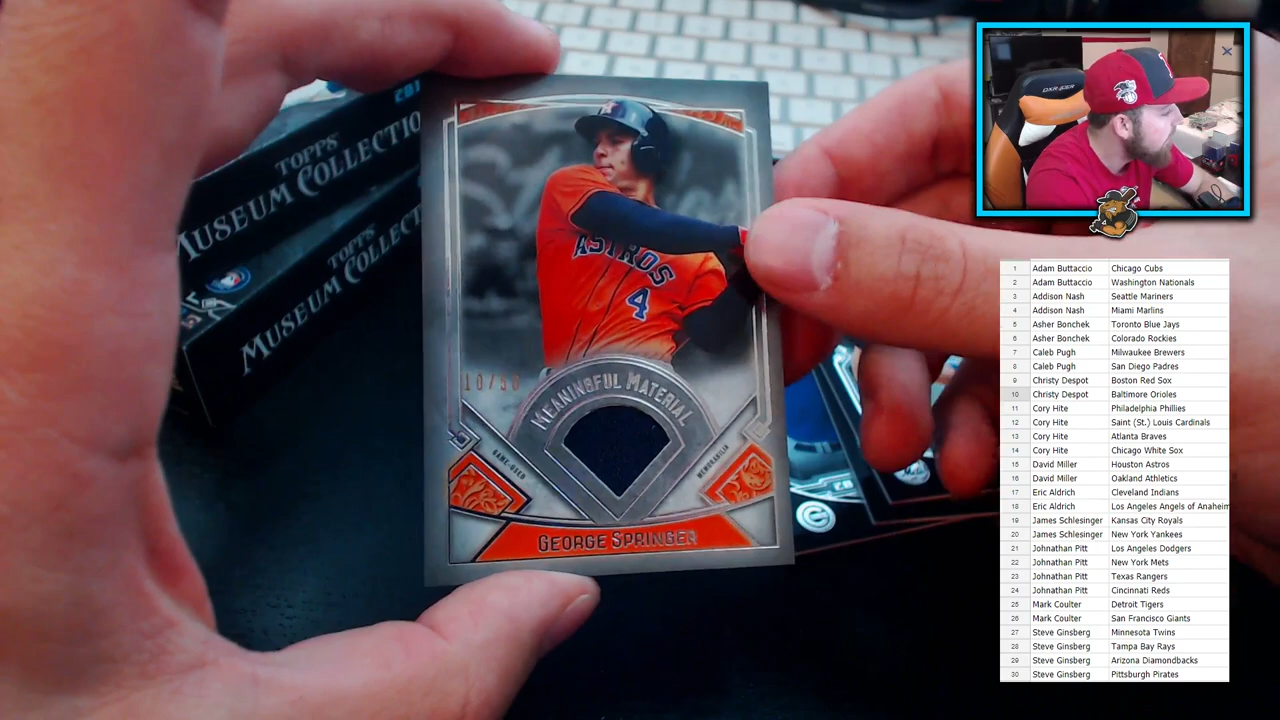 TOPPS
MUSEUM COLLECTIO
TOPPS
MUSEUM COLLECT
ASTROS
4
10/50
MEANINGFUL MATERIAL
GAME-USED
MEMORABILIA
GEORGE SPRINGER
DXRACER
1 Adam Buttaccio Chicago Cubs
2 Adam Buttaccio Washington Nationals
3 Addison Nash Seattle Mariners
4 Addison Nash Miami Marlins
5 Asher Bonchek Toronto Blue Jays
6 Asher Bonchek Colorado Rockies
7 Caleb Pugh Milwaukee Brewers
8 Caleb Pugh San Diego Padres
9 Christy Despot Boston Red Sox
10 Christy Despot Baltimore Orioles
11 Cory Hite Philadelphia Phillies
12 Cory Hite Saint (St.) Louis Cardinals
13 Cory Hite Atlanta Braves
14 Cory Hite Chicago White Sox
15 David Miller Houston Astros
16 David Miller Oakland Athletics
17 Eric Aldrich Cleveland Indians
18 Eric Aldrich Los Angeles Angels of Anaheim
19 James Schlesinger Kansas City Royals
20 James Schlesinger New York Yankees
21 Johnathan Pitt Los Angeles Dodgers
22 Johnathan Pitt New York Mets
23 Johnathan Pitt Texas Rangers
24 Johnathan Pitt Cincinnati Reds
25 Mark Coulter Detroit Tigers
26 Mark Coulter San Francisco Giants
27 Steve Ginsberg Minnesota Twins
28 Steve Ginsberg Tampa Bay Rays
29 Steve Ginsberg Arizona Diamondbacks
30 Steve Ginsberg Pittsburgh Pirates